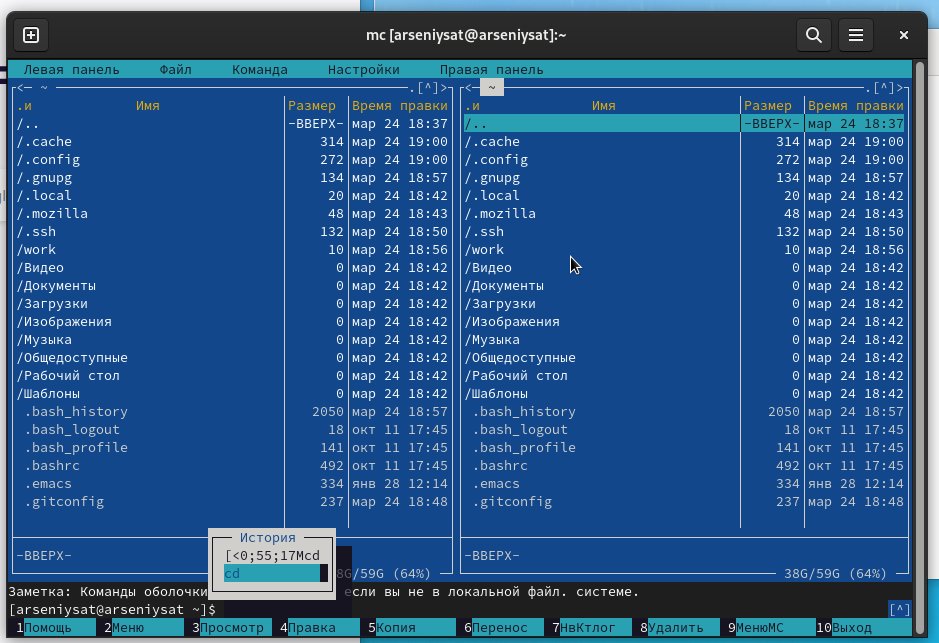 mc [arseniysat@arseniysat]:~
Левая панель Файл Команда Настройки Правая панель
<─ ~ .[^]> <─ ~ .[^]>
.и Имя Размер Время правки .и Имя Размер Время правки
/.. -ВВЕРХ- мар 24 18:37 /.. -ВВЕРХ- мар 24 18:37
/.cache 314 мар 24 19:00 /.cache 314 мар 24 19:00
/.config 272 мар 24 19:00 /.config 272 мар 24 19:00
/.gnupg 134 мар 24 18:57 /.gnupg 134 мар 24 18:57
/.local 20 мар 24 18:42 /.local 20 мар 24 18:42
/.mozilla 48 мар 24 18:43 /.mozilla 48 мар 24 18:43
/.ssh 132 мар 24 18:50 /.ssh 132 мар 24 18:50
/work 10 мар 24 18:56 /work 10 мар 24 18:56
/Видео 0 мар 24 18:42 /Видео 0 мар 24 18:42
/Документы 0 мар 24 18:42 /Документы 0 мар 24 18:42
/Загрузки 0 мар 24 18:42 /Загрузки 0 мар 24 18:42
/Изображения 0 мар 24 18:42 /Изображения 0 мар 24 18:42
/Музыка 0 мар 24 18:42 /Музыка 0 мар 24 18:42
/Общедоступные 0 мар 24 18:42 /Общедоступные 0 мар 24 18:42
/Рабочий стол 0 мар 24 18:42 /Рабочий стол 0 мар 24 18:42
/Шаблоны 0 мар 24 18:42 /Шаблоны 0 мар 24 18:42
.bash_history 2050 мар 24 18:57 .bash_history 2050 мар 24 18:57
.bash_logout 18 окт 11 17:45 .bash_logout 18 окт 11 17:45
.bash_profile 141 окт 11 17:45 .bash_profile 141 окт 11 17:45
.bashrc 492 окт 11 17:45 .bashrc 492 окт 11 17:45
.emacs 334 янв 28 12:14 .emacs 334 янв 28 12:14
.gitconfig 237 мар 24 18:48 .gitconfig 237 мар 24 18:48
История
-ВВЕРХ- [<0;55;17Mcd -ВВЕРХ-
cd 8G/59G (64%) 38G/59G (64%)
Заметка: Команды оболочки если вы не в локальной файл. системе.
[arseniysat@arseniysat ~]$ [^]
1Помощь 2Меню 3Просмотр 4Правка 5Копия 6Перенос 7НвКтлог 8Удалить 9МенюMC 10Выход